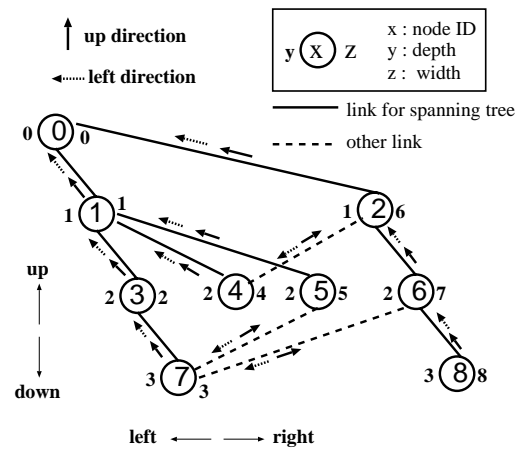 up direction
left direction
y x z
x : node ID
y : depth
z : width
link for spanning tree
other link
0 0 0
1 1 1
1 2 6
2 3 2
2 4 4
2 5 5
2 6 7
3 7 3
3 8 8
up
down
left right